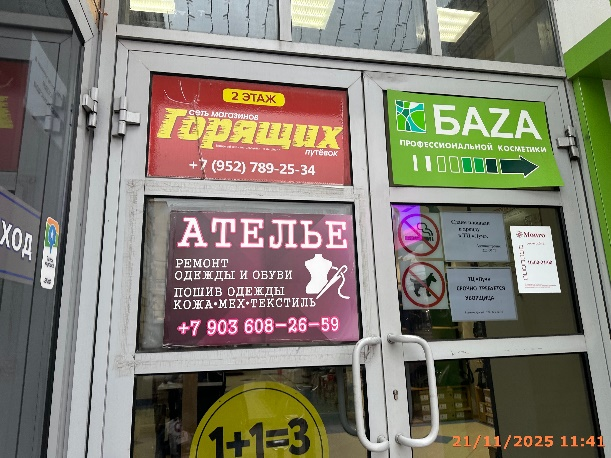 2 ЭТАЖ
сеть магазинов
Горящих
путёвок
+7 (952) 789-25-34
БАZA
ПРОФЕССИОНАЛЬНОЙ КОСМЕТИКИ
АТЕЛЬЕ
РЕМОНТ
ОДЕЖДЫ И ОБУВИ
ПОШИВ ОДЕЖДЫ
КОЖА•МЕХ•ТЕКСТИЛЬ
+7 903 608-26-59
СРОЧНО ТРЕБУЕТСЯ
УБОРЩИЦА
ХОД
1+1=3
21/11/2025 11:41